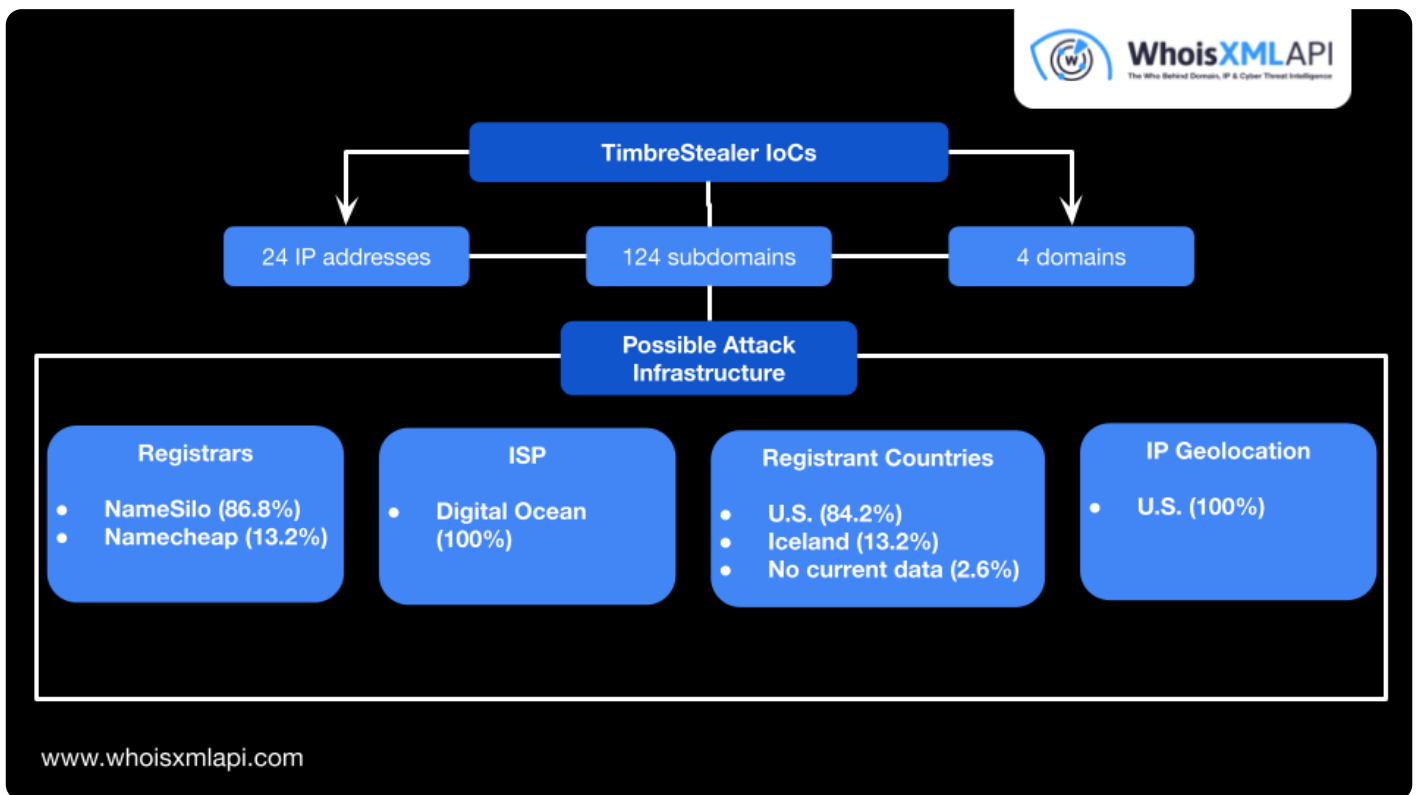 WhoisXMLAPI
The Who Behind Domain, IP & Cyber Threat Intelligence
TimbreStealer IoCs
24 IP addresses
124 subdomains
4 domains
Possible Attack
Infrastructure
Registrars
• NameSilo (86.8%)
• Namecheap (13.2%)
ISP
• Digital Ocean
(100%)
Registrant Countries
• U.S. (84.2%)
• Iceland (13.2%)
• No current data (2.6%)
IP Geolocation
• U.S. (100%)
www.whoisxmlapi.com